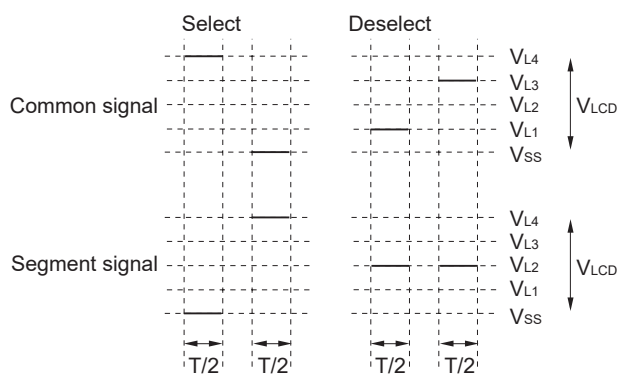 Select Deselect
VL4
VL3
Common signal VL2 VLCD
VL1
VSS
VL4
VL3
Segment signal VL2 VLCD
VL1
VSS
T/2 T/2 T/2 T/2